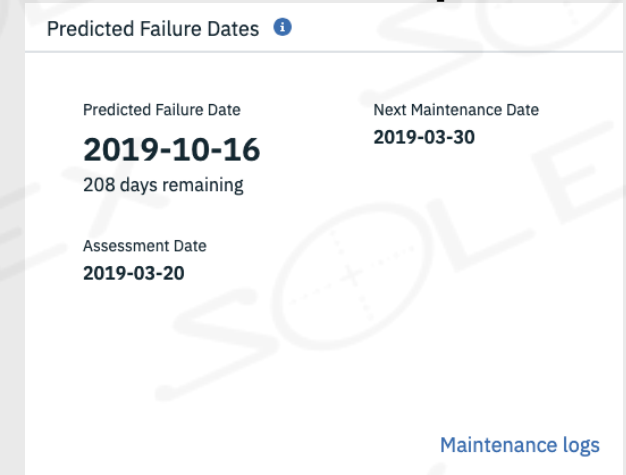 Predicted Failure Dates
Predicted Failure Date
2019-10-16
208 days remaining
Next Maintenance Date
2019-03-30
Assessment Date
2019-03-20
Maintenance logs